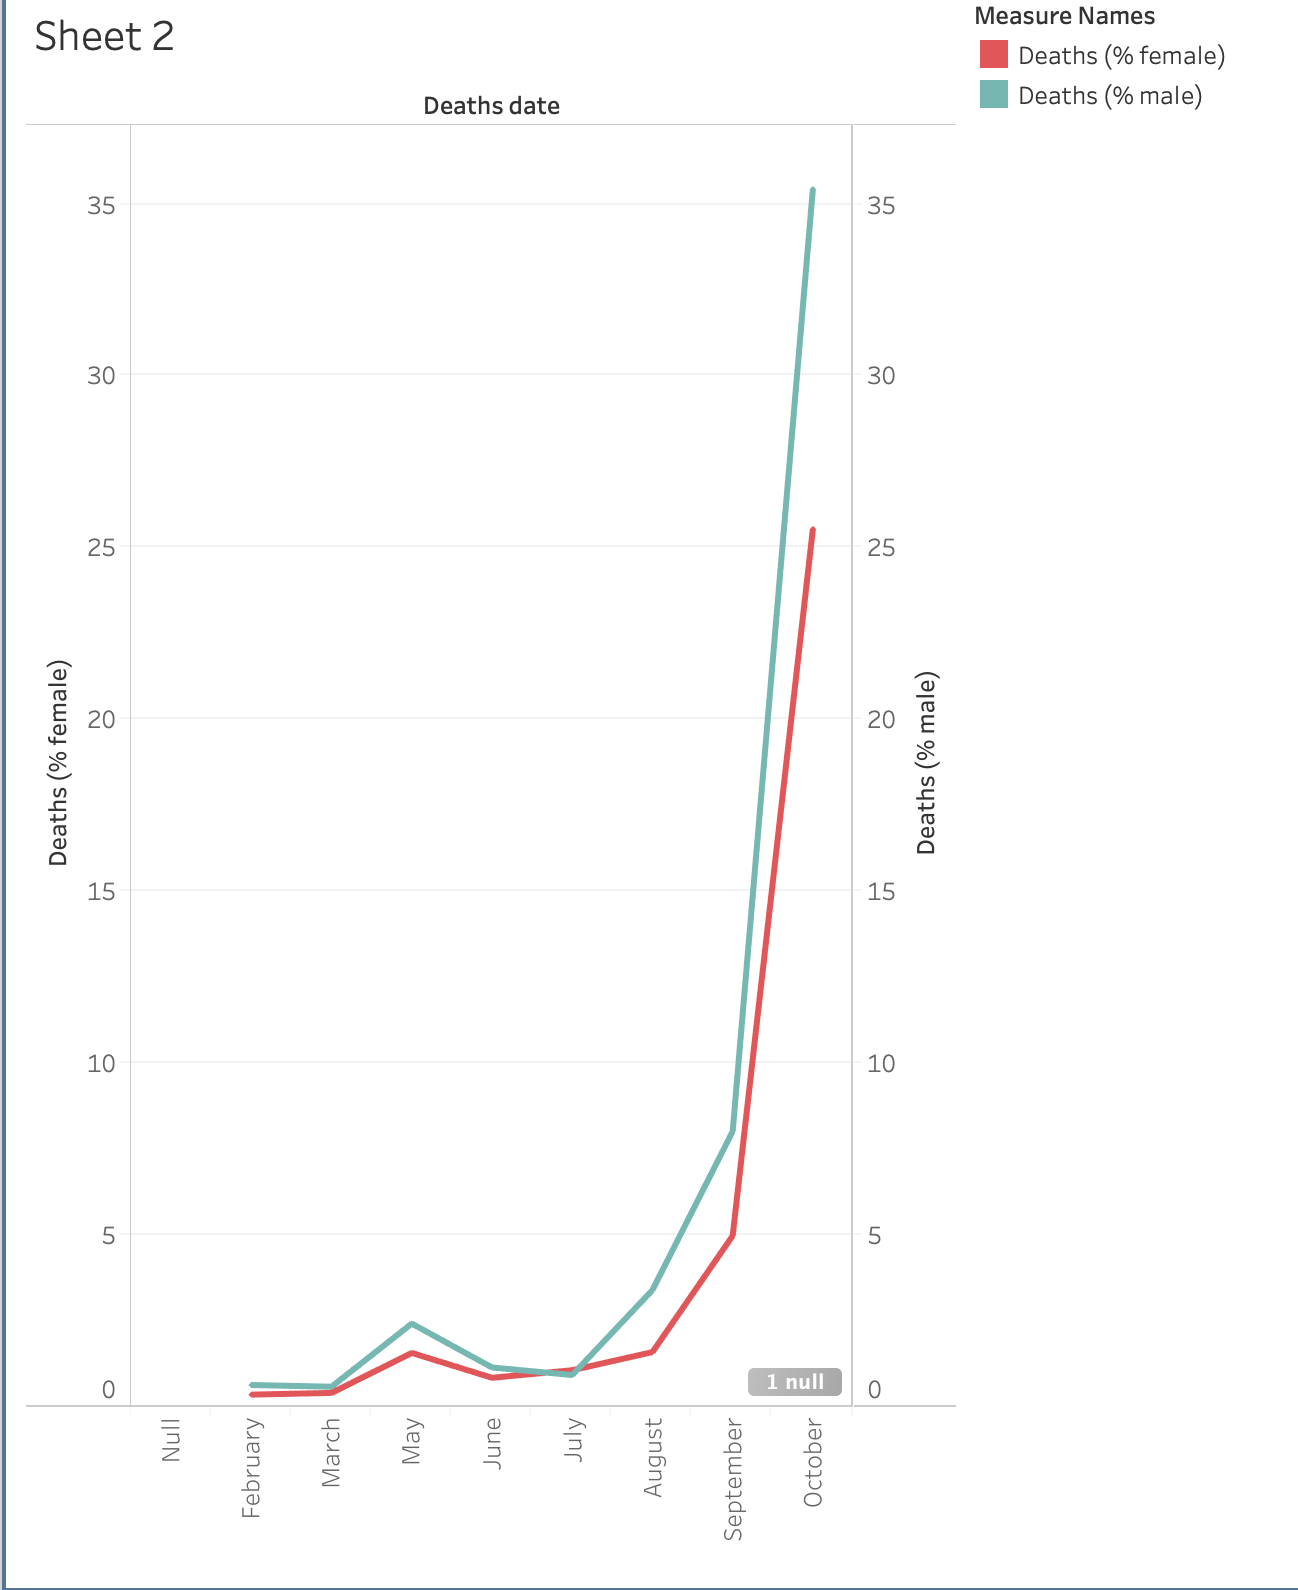 Sheet 2
Measure Names
Deaths (% female)
Deaths (% male)
Deaths date
Deaths (% female)
35
30
25
20
15
10
5
0
35
30
25
20
15
10
5
0
Deaths (% male)
1 null
Null
February
March
May
June
July
August
September
October